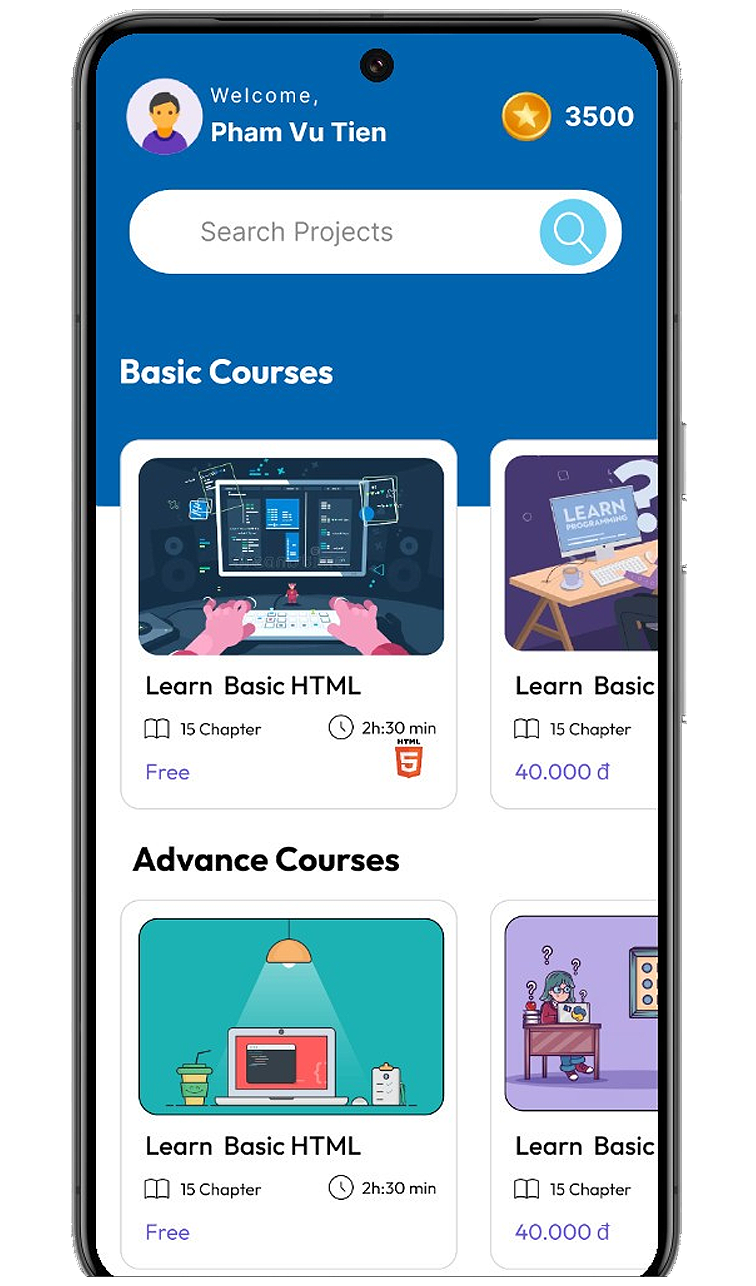 Welcome,
Pham Vu Tien
3500
Search Projects
Basic Courses
LEARN
PROGRAMMING
Learn Basic HTML
15 Chapter
2h:30 min
HTML
5
Free
Learn Basic
15 Chapter
40.000 đ
Advance Courses
Learn Basic HTML
15 Chapter
2h:30 min
Free
Learn Basic
15 Chapter
40.000 đ